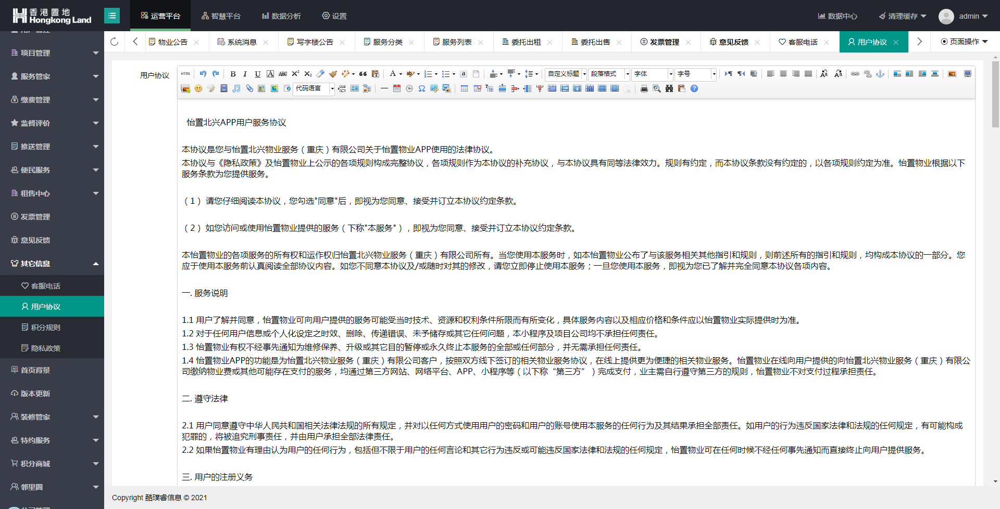 香港置地
Hongkong Land
运营平台
智慧平台
数据分析
设置
数据中心
清理缓存
admin
项目管理
服务管家
缴费管理
监督评价
推送管理
便民服务
租售中心
发票管理
意见反馈
其它信息
客服电话
用户协议
积分规则
隐私政策
首页背景
版本更新
装修管家
特约服务
积分商城
邻里圈
物业公告
系统消息
写字楼公告
服务分类
服务列表
委托出租
委托出售
发票管理
意见反馈
客服电话
用户协议
页面操作
用户协议
HTML
自定义标题
段落格式
字体
字号
代码语言
怡置北兴APP用户服务协议
本协议是您与怡置北兴物业服务（重庆）有限公司关于怡置物业APP使用的法律协议。
本协议与《隐私政策》及怡置物业上公示的各项规则构成完整协议，各项规则作为本协议的补充协议，与本协议具有同等法律效力。规则有约定，而本协议条款没有约定的，以各项规则约定为准。怡置物业根据以下
服务条款为您提供服务。
（1） 请您仔细阅读本协议，您勾选"同意"后，即视为您同意、接受并订立本协议约定条款。
（2） 如您访问或使用怡置物业提供的服务（下称"本服务"），即视为您同意、接受并订立本协议约定条款。
本怡置物业的各项服务的所有权和运作权归怡置北兴物业服务（重庆）有限公司所有。当您使用本服务时，如本怡置物业公布了与该服务相关其他指引和规则，则前述所有的指引和规则，均构成本协议的一部分。您
应于使用本服务前认真阅读全部协议内容。如您不同意本协议及/或随时对其的修改，请您立即停止使用本服务；一旦您使用本服务，即视为您已了解并完全同意本协议各项内容。
一. 服务说明
1.1 用户了解并同意，怡置物业可向用户提供的服务可能受当时技术、资源和权利条件所限而有所变化，具体服务内容以及相应价格和条件应以怡置物业实际提供时为准。
1.2 对于任何用户信息或个人化设定之时效、删除、传递错误、未予储存或其它任何问题，本小程序及项目公司均不承担任何责任。
1.3 怡置物业有权不经事先通知为维修保养、升级或其它目的暂停或永久终止本服务的全部或任何部分，并无需承担任何责任。
1.4 怡置物业APP的功能是为怡置北兴物业服务（重庆）有限公司客户，按照双方线下签订的相关物业服务协议，在线上提供更为便捷的相关物业服务。怡置物业在线向用户提供的向怡置北兴物业服务（重庆）有限公
司缴纳物业费或其他可能存在支付的服务，均通过第三方网站、网络平台、APP、小程序等（以下称“第三方”）完成支付，业主需自行遵守第三方的规则，怡置物业不对支付过程承担责任。
二. 遵守法律
2.1 用户同意遵守中华人民共和国相关法律法规的所有规定，并对以任何方式使用用户的密码和用户的账号使用本服务的任何行为及其结果承担全部责任。如用户的行为违反国家法律和法规的任何规定，有可能构成
犯罪的，将被追究刑事责任，并由用户承担全部法律责任。
2.2 如果怡置物业有理由认为用户的任何行为，包括但不限于用户的任何言论和其它行为违反或可能违反国家法律和法规的任何规定，怡置物业可在任何时候不经任何事先通知而直接终止向用户提供服务。
三. 用户的注册义务
Copyright 酷璞睿信息 © 2021